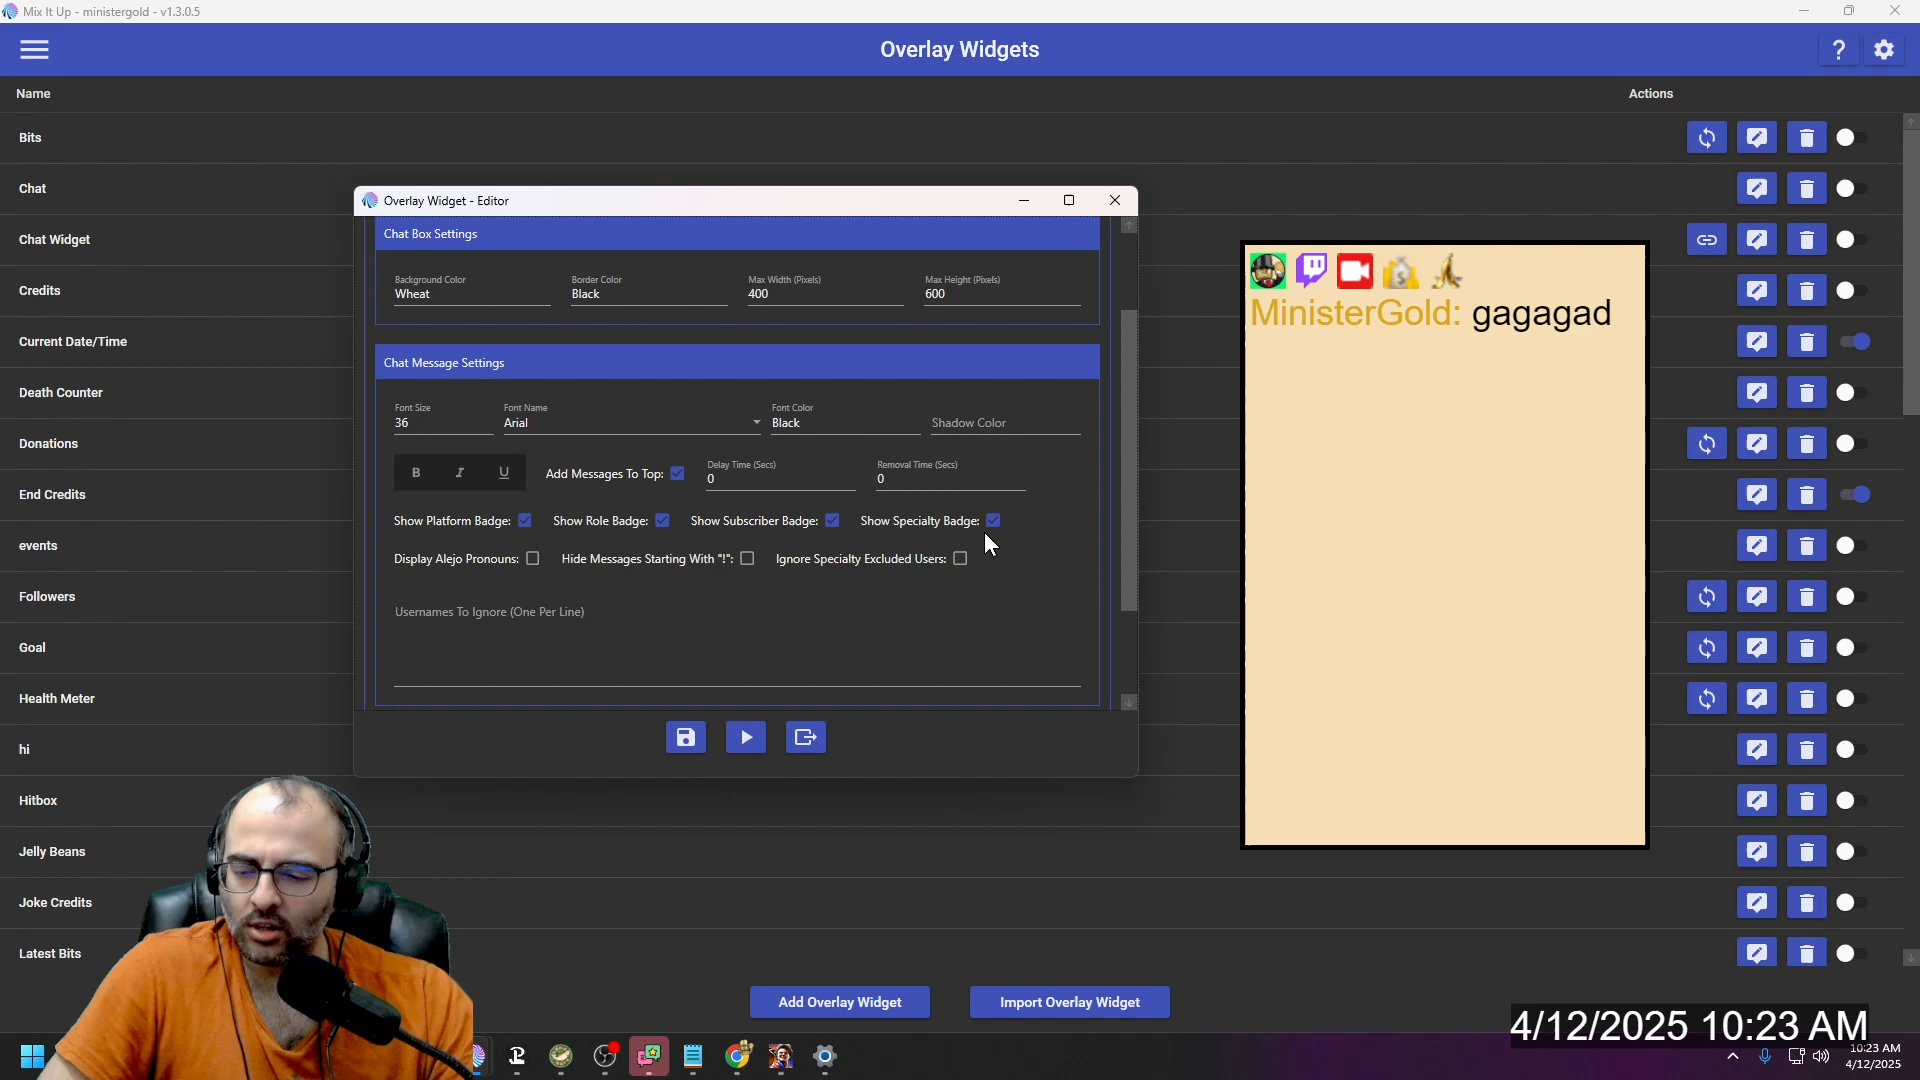 Mix It Up - ministergold - v1.3.0.5
Overlay Widgets
?
Name
Actions
Bits
Chat
Chat Widget
Credits
Current Date/Time
Death Counter
Donations
End Credits
events
Followers
Goal
Health Meter
hi
Hitbox
Jelly Beans
Joke Credits
Latest Bits
Overlay Widget - Editor
Chat Box Settings
Background Color
Wheat
Border Color
Black
Max Width (Pixels)
400
Max Height (Pixels)
600
Chat Message Settings
Font Size
36
Font Name
Arial
Font Color
Black
Shadow Color
B I U
Add Messages To Top:
Delay Time (Secs)
0
Removal Time (Secs)
0
Show Platform Badge:
Show Role Badge:
Show Subscriber Badge:
Show Specialty Badge:
Display Alejo Pronouns:
Hide Messages Starting With "!":
Ignore Specialty Excluded Users:
Usernames To Ignore (One Per Line)
MinisterGold: gagagad
Add Overlay Widget
Import Overlay Widget
4/12/2025 10:23 AM
10:23 AM
4/12/2025